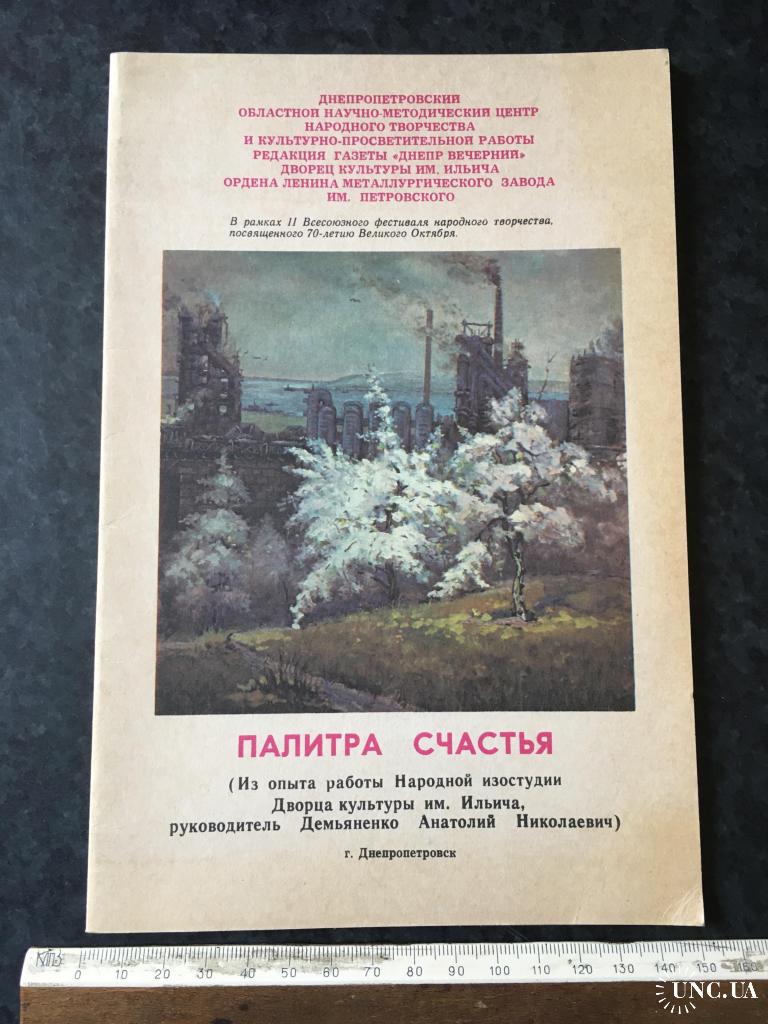 ДНЕПРОПЕТРОВСКИЙ
ОБЛАСТНОЙ НАУЧНО-МЕТОДИЧЕСКИЙ ЦЕНТР
НАРОДНОГО ТВОРЧЕСТВА
И КУЛЬТУРНО-ПРОСВЕТИТЕЛЬНОЙ РАБОТЫ
РЕДАКЦИЯ ГАЗЕТЫ «ДНЕПР ВЕЧЕРНИЙ»
ДВОРЕЦ КУЛЬТУРЫ ИМ. ИЛЬИЧА
ОРДЕНА ЛЕНИНА МЕТАЛЛУРГИЧЕСКОГО ЗАВОДА
ИМ. ПЕТРОВСКОГО
В рамках II Всесоюзного фестиваля народного творчества,
посвященного 70-летию Великого Октября.
ПАЛИТРА СЧАСТЬЯ
(Из опыта работы Народной изостудии
Дворца культуры им. Ильича,
руководитель Демьяненко Анатолий Николаевич)
г. Днепропетровск
0 10 20 30 40 50 60 70 80 90 100 110 120 130 140 150 160
UNC.UA